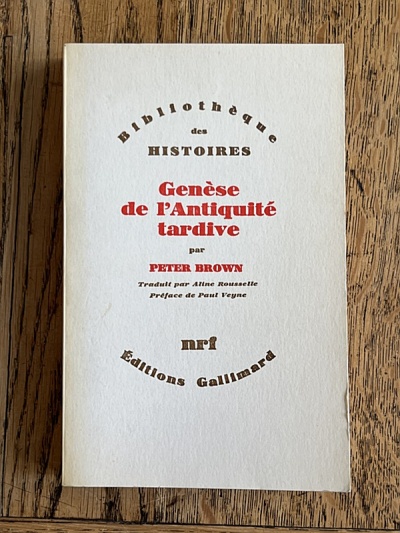 Bibliothèque
des
HISTOIRES
Genèse
de l'Antiquité
tardive
par
PETER BROWN
Traduit par Aline Rousselle
Préface de Paul Veyne
nrf
Éditions Gallimard